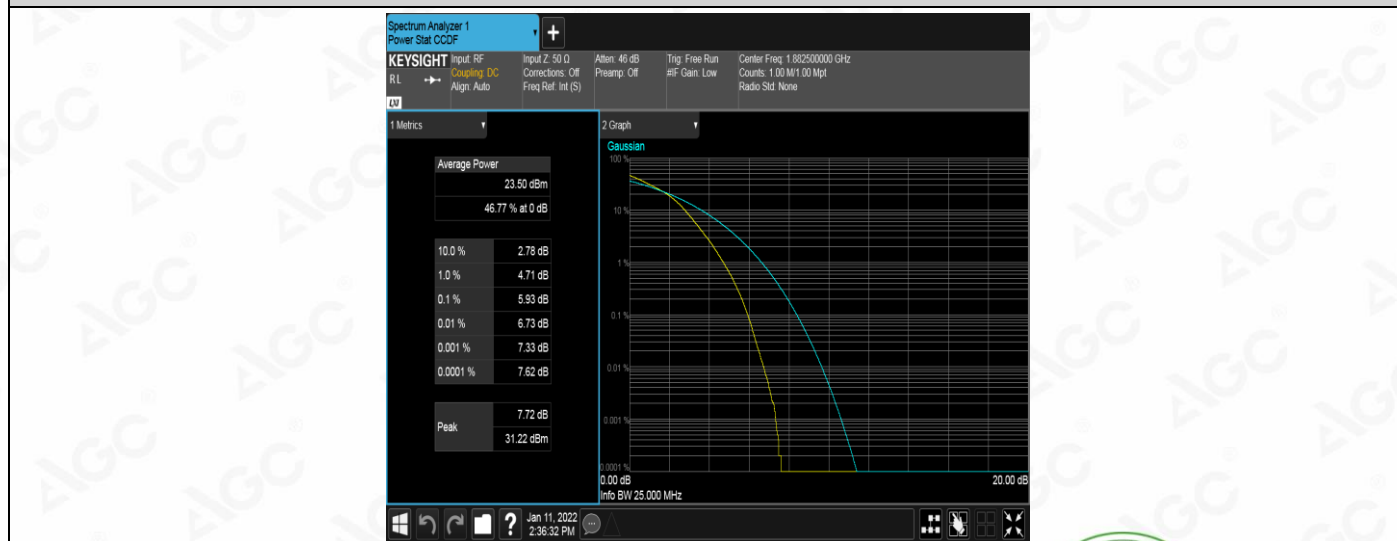 Spectrum Analyzer 1
Power Stat CCDF
+
KEYSIGHT
R L
LXI
Input: RF
Coupling: DC
Align: Auto
Input Z: 50 Ω
Corrections: Off
Freq Ref: Int (S)
Atten: 46 dB
Preamp: Off
Trig: Free Run
#IF Gain: Low
Center Freq: 1.882500000 GHz
Counts: 1.00 M/1.00 Mpt
Radio Std: None
1 Metrics
Average Power
23.50 dBm
46.77 % at 0 dB
10.0 % 2.78 dB
1.0 % 4.71 dB
0.1 % 5.93 dB
0.01 % 6.73 dB
0.001 % 7.33 dB
0.0001 % 7.62 dB
Peak
7.72 dB
31.22 dBm
2 Graph
Gaussian
100 %
10 %
1 %
0.1 %
0.01 %
0.001 %
0.0001 %
0.00 dB
20.00 dB
Info BW 25.000 MHz
?
Jan 11, 2022
2:36:32 PM
AGC